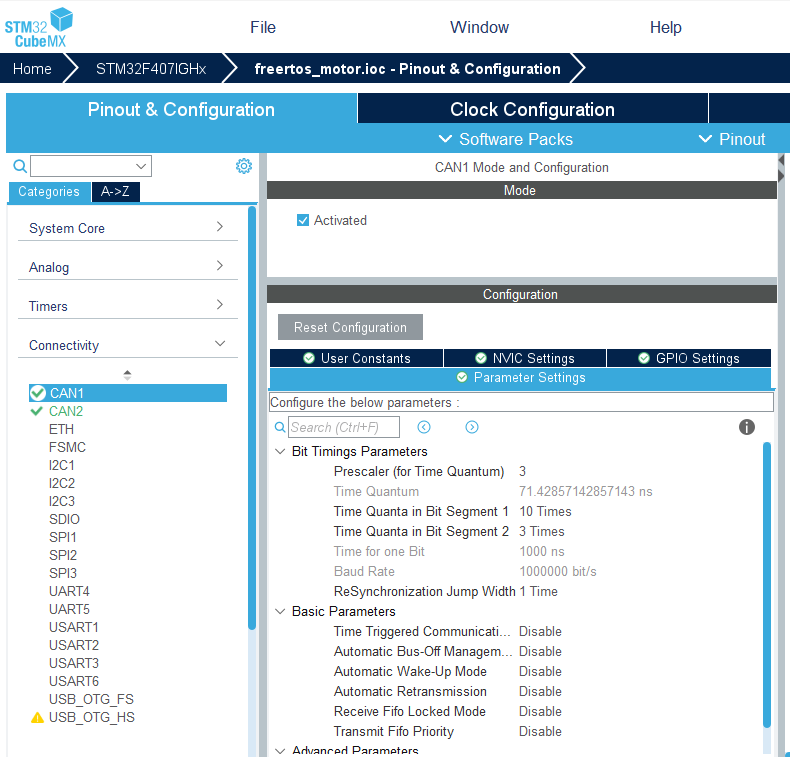 STM32
CubeMX
File
Window
Help
Home
STM32F407IGHx
freertos_motor.ioc - Pinout & Configuration
Pinout & Configuration
Clock Configuration
Software Packs
Pinout
Categories
A->Z
System Core
Analog
Timers
Connectivity
CAN1
CAN2
ETH
FSMC
I2C1
I2C2
I2C3
SDIO
SPI1
SPI2
SPI3
UART4
UART5
USART1
USART2
USART3
USART6
USB_OTG_FS
USB_OTG_HS
CAN1 Mode and Configuration
Mode
Activated
Configuration
Reset Configuration
User Constants
NVIC Settings
GPIO Settings
Parameter Settings
Configure the below parameters :
Search (Ctrl+F)
Bit Timings Parameters
Prescaler (for Time Quantum) 3
Time Quantum 71.42857142857143 ns
Time Quanta in Bit Segment 1 10 Times
Time Quanta in Bit Segment 2 3 Times
Time for one Bit 1000 ns
Baud Rate 1000000 bit/s
ReSynchronization Jump Width 1 Time
Basic Parameters
Time Triggered Communicati... Disable
Automatic Bus-Off Managem... Disable
Automatic Wake-Up Mode Disable
Automatic Retransmission Disable
Receive Fifo Locked Mode Disable
Transmit Fifo Priority Disable
Advanced Parameters